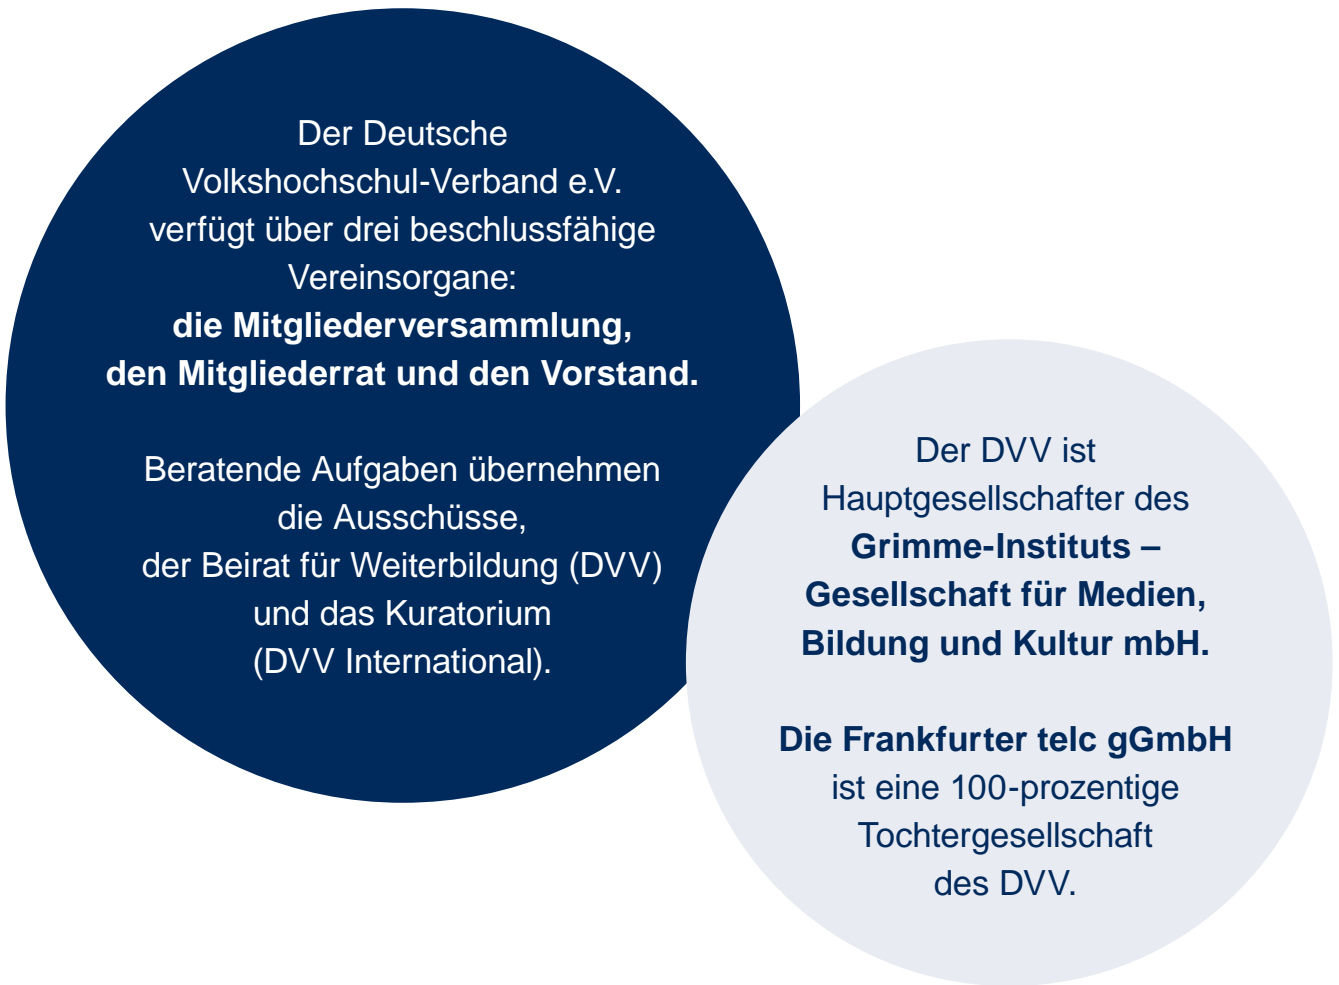 Der Deutsche
Volkshochschul-Verband e.V.
verfügt über drei beschlussfähige
Vereinsorgane:
die Mitgliederversammlung,
den Mitgliederrat und den Vorstand.
Beratende Aufgaben übernehmen
die Ausschüsse,
der Beirat für Weiterbildung (DVV)
und das Kuratorium
(DVV International).
Der DVV ist
Hauptgesellschafter des
Grimme-Instituts –
Gesellschaft für Medien,
Bildung und Kultur mbH.
Die Frankfurter telc gGmbH
ist eine 100-prozentige
Tochtergesellschaft
des DVV.